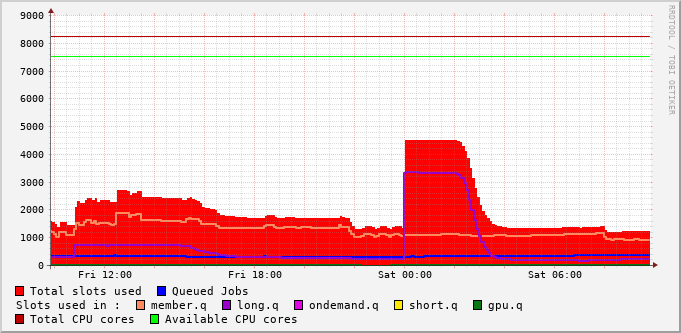 9000
8000
7000
6000
5000
4000
3000
2000
1000
0
Fri 12:00 Fri 18:00 Sat 00:00 Sat 06:00
RRDTOOL / TOBI OETIKER
Total slots used Queued Jobs
Slots used in : member.q long.q ondemand.q short.q gpu.q
Total CPU cores Available CPU cores